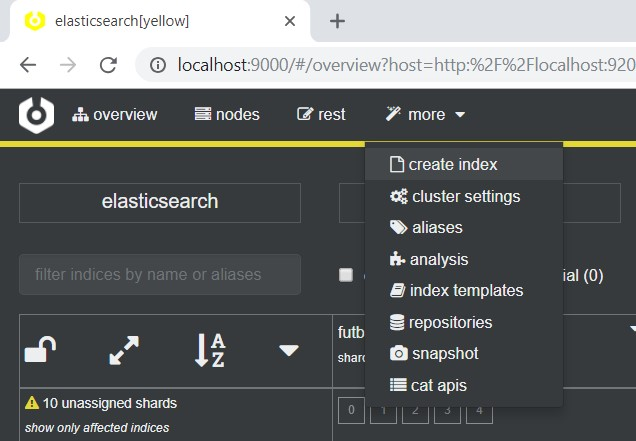 elasticsearch[yellow]
localhost:9000/#/overview?host=http:%2F%2Flocalhost:920
overview nodes rest more
create index
cluster settings
aliases
analysis
index templates
repositories
snapshot
cat apis
elasticsearch
filter indices by name or aliases
ial (0)
A
Z
futb
shard
10 unassigned shards
show only affected indices
0 1 2 3 4